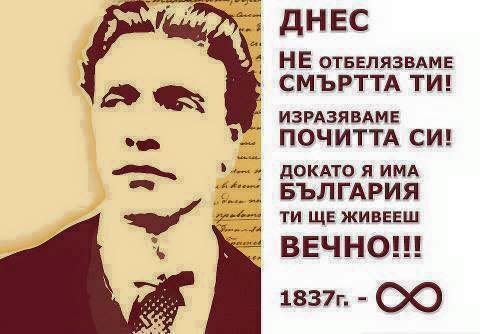 ДНЕС
НЕ ОТБЕЛЯЗВАМЕ
СМЪРТТА ТИ!
ИЗРАЗЯВАМЕ
ПОЧИТТА СИ!
ДОКАТО Я ИМА
БЪЛГАРИЯ
ТИ ЩЕ ЖИВЕЕШ
ВЕЧНО!!!
1837г. - ∞